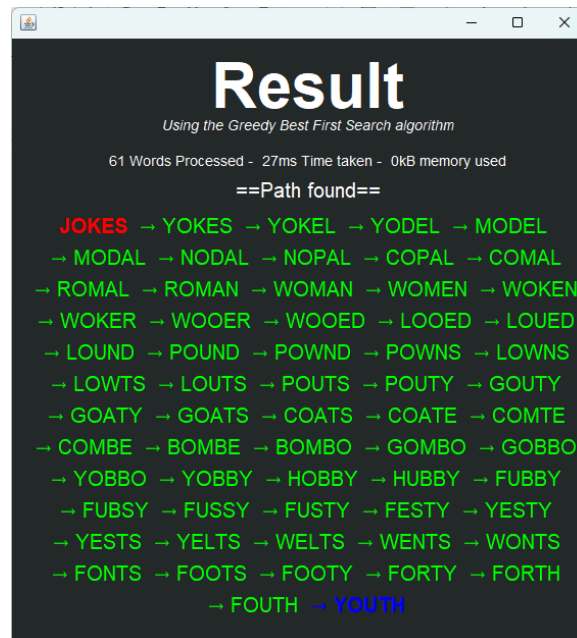 Result
Using the Greedy Best First Search algorithm
61 Words Processed - 27ms Time taken - 0kB memory used
==Path found==
JOKES → YOKES → YOKEL → YODEL → MODEL
→ MODAL → NODAL → NOPAL → COPAL → COMAL
→ ROMAL → ROMAN → WOMAN → WOMEN → WOKEN
→ WOKER → WOOER → WOOED → LOOED → LOUED
→ LOUND → POUND → POWND → POWNS → LOWNS
→ LOWTS → LOUTS → POUTS → POUTY → GOUTY
→ GOATY → GOATS → COATS → COATE → COMTE
→ COMBE → BOMBE → BOMBO → GOMBO → GOBBO
→ YOBBO → YOBBY → HOBBY → HUBBY → FUBBY
→ FUBSY → FUSSY → FUSTY → FESTY → YESTY
→ YESTS → YELTS → WELTS → WENTS → WONTS
→ FONTS → FOOTS → FOOTY → FORTY → FORTH
→ FOUTH → YOUTH